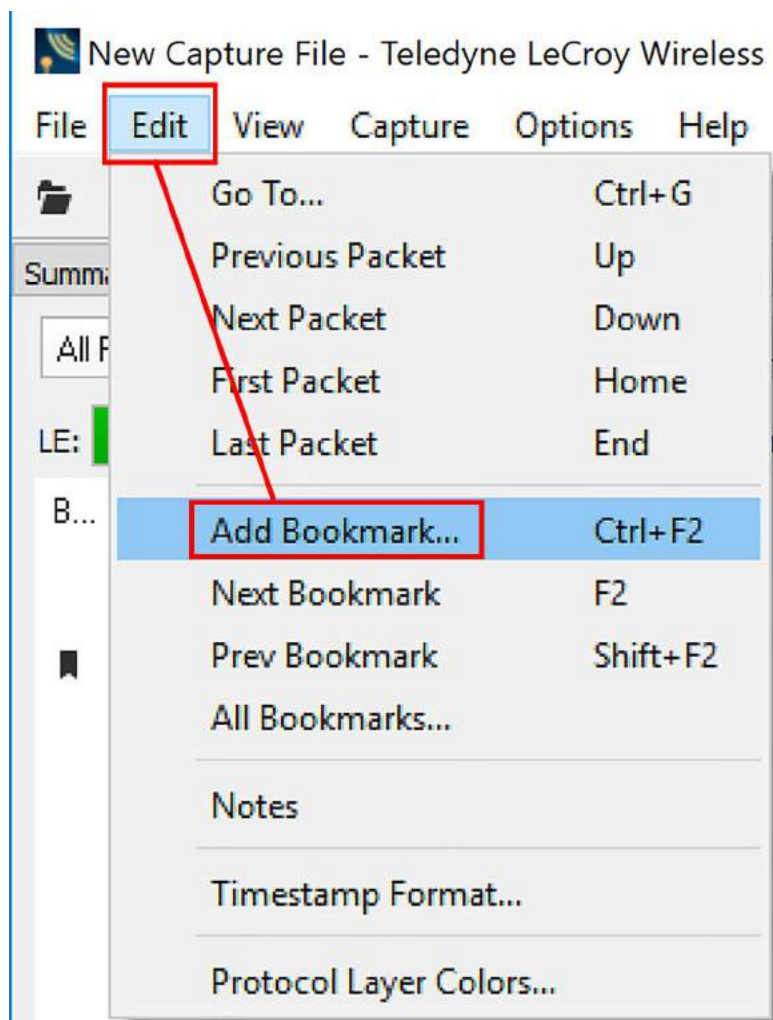 New Capture File - Teledyne LeCroy Wireless
File Edit View Capture Options Help
Go To... Ctrl+G
Summa
Previous Packet Up
Next Packet Down
All
First Packet Home
LE: Last Packet End
B...
Add Bookmark... Ctrl+F2
Next Bookmark F2
Prev Bookmark Shift+F2
All Bookmarks...
Notes
Timestamp Format...
Protocol Layer Colors...